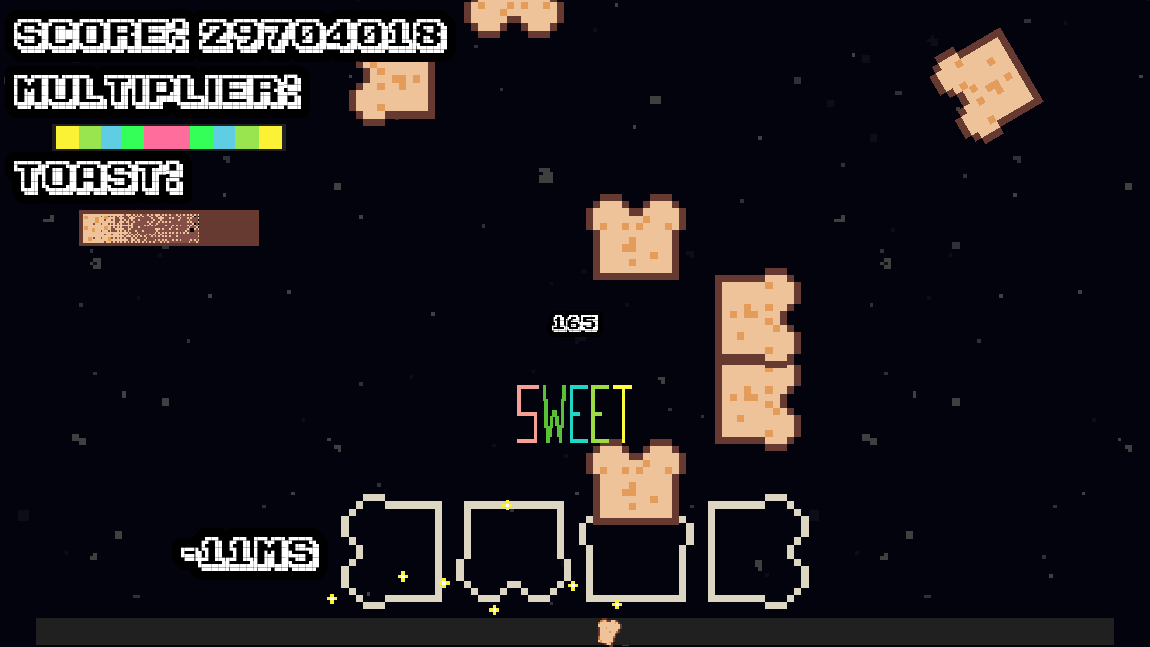 SCORE: 29704018
MULTIPLIER:
TOAST:
165
SWEET
-11MS